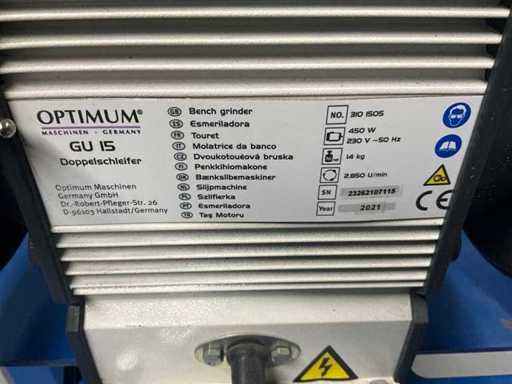 OPTIMUM®
MASCHINEN - GERMANY
GU 15
Doppelschleifer
Optimum Maschinen
Germany GmbH
Dr.-Robert-Pfleger-Str. 26
D-96103 Hallstadt/Germany
GB Bench grinder
ES Esmeriladora
FR Touret
IT Molatrice da banco
CZ Dvoukotoučová bruska
FI Penkkihiomakone
DK Bænkslibemaskiner
NL Slijpmachine
PL Szlifierka
PT Esmeriladora
TR Taş Motoru
NO. 310 1505
450 W
230 V ~50 Hz
14 kg
2.850 U/min
SN 23262107115
Year 2021
CE